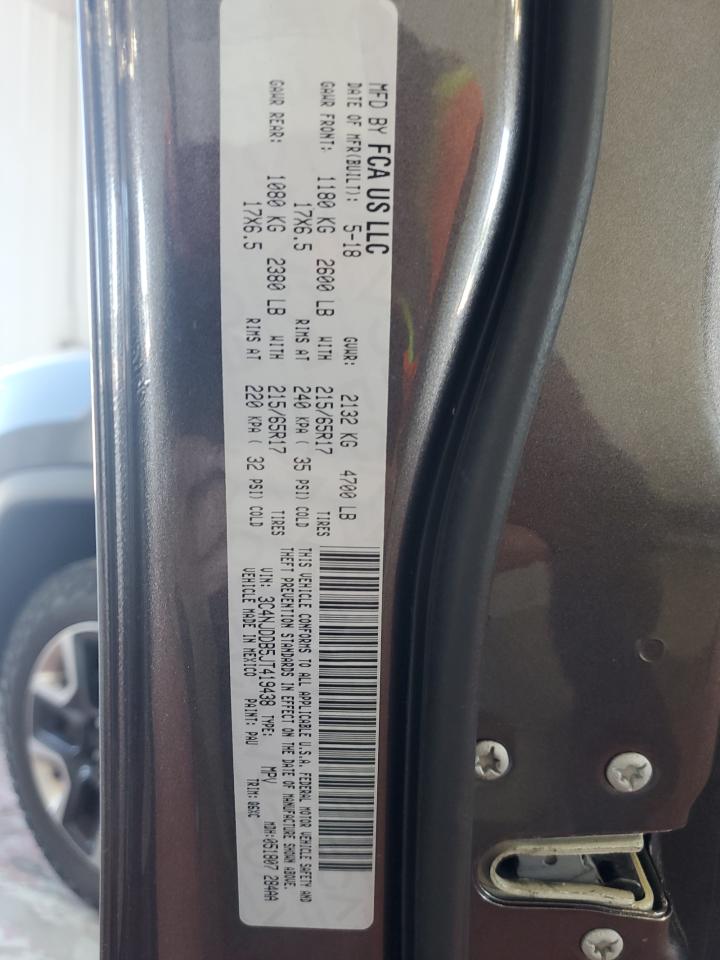 MFD BY FCA US LLC
DATE OF MFR(BUILT): 5-18 GVWR: 2132 KG 4700 LB
GAWR FRONT: 1180 KG 2600 LB WITH 215/65R17 TIRES
17X6.5 RIMS AT 240 KPA ( 35 PSI) COLD
GAWR REAR: 1080 KG 2380 LB WITH 215/65R17 TIRES
17X6.5 RIMS AT 220 KPA ( 32 PSI) COLD
THIS VEHICLE CONFORMS TO ALL APPLICABLE U.S.A. FEDERAL MOTOR VEHICLE SAFETY AND
THEFT PREVENTION STANDARDS IN EFFECT ON THE DATE OF MANUFACTURE SHOWN ABOVE.
VIN: 3C4NJDDB5JT419438 TYPE: MPV MDH:051807 284AA
VEHICLE MADE IN MEXICO PAINT: PAU TRIM: 06XC